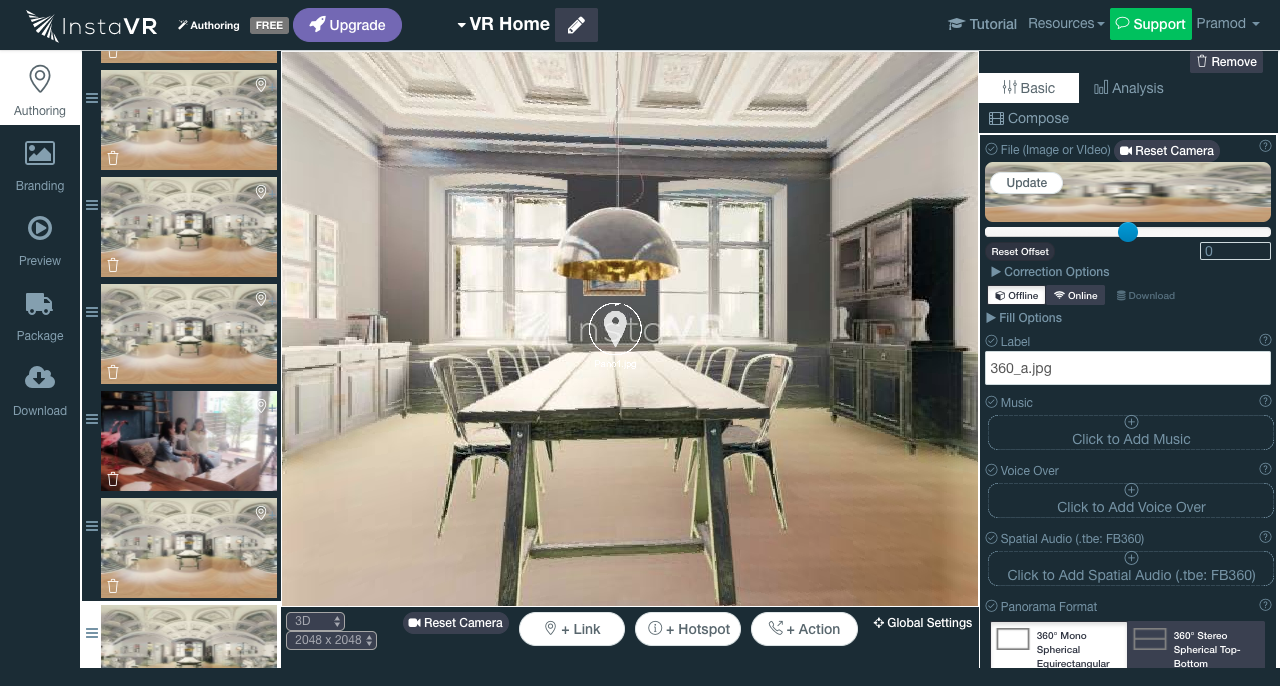 InstaVR
Authoring
FREE
Upgrade
VR Home
Tutorial
Resources
Support
Pramod
Authoring
Branding
Preview
Package
Download
InstaVR
3D
2048 x 2048
Reset Camera
+ Link
+ Hotspot
+ Action
Global Settings
Remove
Basic
Analysis
Compose
File (Image or VIdeo)
Reset Camera
Update
Reset Offset
0
Correction Options
Offline
Online
Download
Fill Options
Label
360_a.jpg
Music
Click to Add Music
Voice Over
Click to Add Voice Over
Spatial Audio (.tbe: FB360)
Click to Add Spatial Audio (.tbe: FB360)
Panorama Format
360° Mono
Spherical
Equirectangular
360° Stereo
Spherical Top-
Bottom